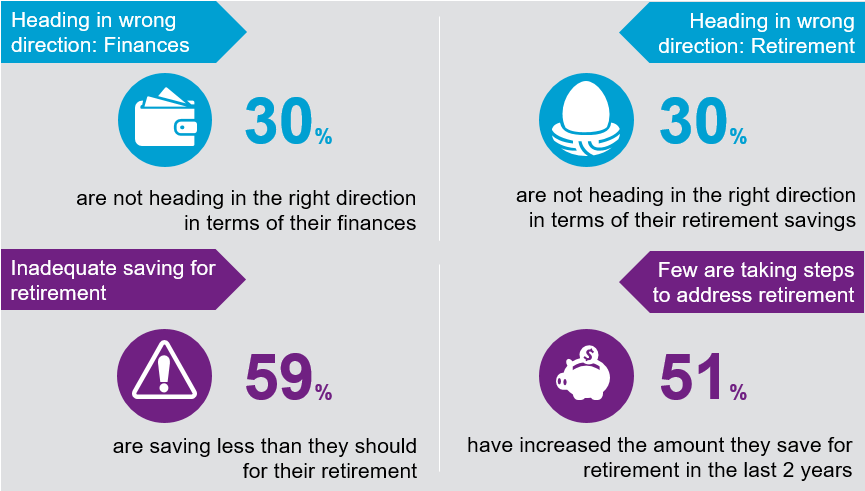 Heading in wrong
direction: Finances
30%
are not heading in the right direction
in terms of their finances
Heading in wrong
direction: Retirement
30%
are not heading in the right direction
in terms of their retirement savings
Inadequate saving for
retirement
59%
are saving less than they should
for their retirement
Few are taking steps
to address retirement
$
51%
have increased the amount they save for
retirement in the last 2 years